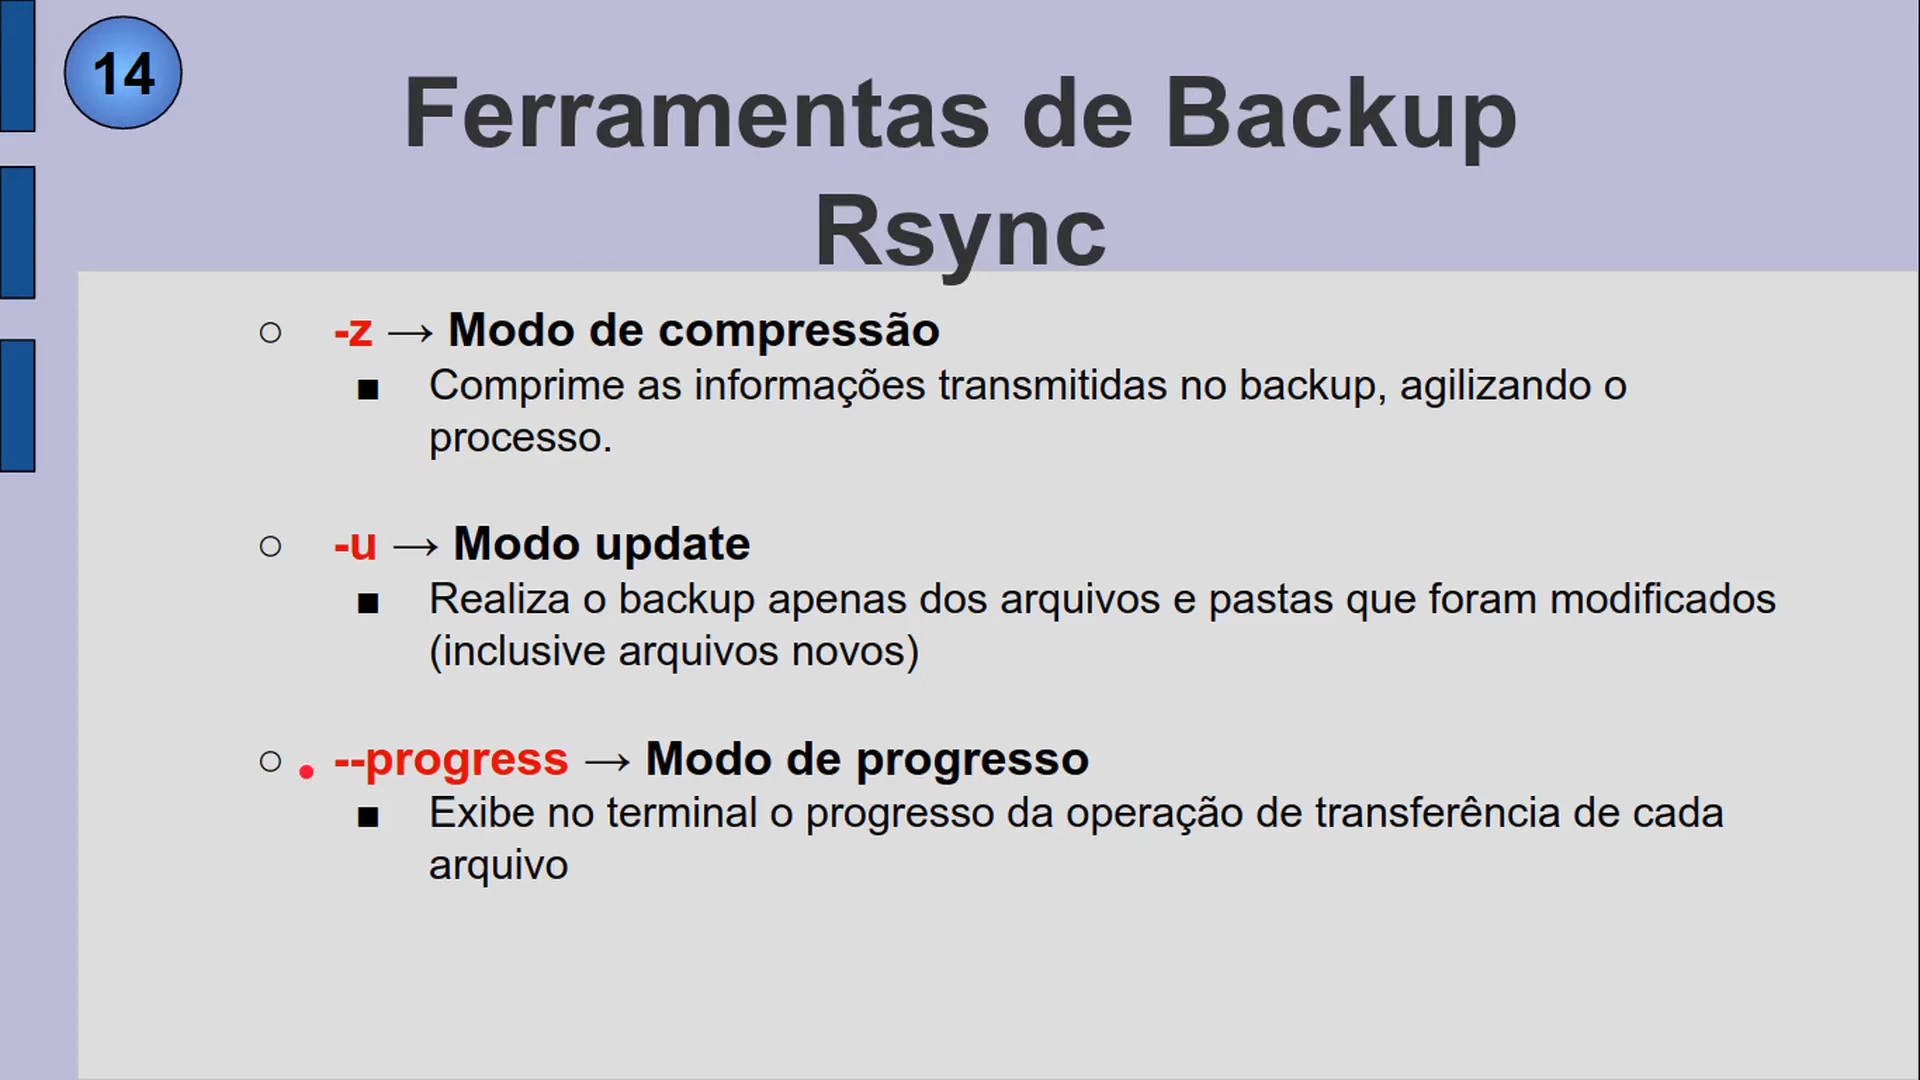 14
Ferramentas de Backup
Rsync
○ -z → Modo de compressão
■ Comprime as informações transmitidas no backup, agilizando o
processo.
○ -u → Modo update
■ Realiza o backup apenas dos arquivos e pastas que foram modificados
(inclusive arquivos novos)
○ --progress → Modo de progresso
■ Exibe no terminal o progresso da operação de transferência de cada
arquivo